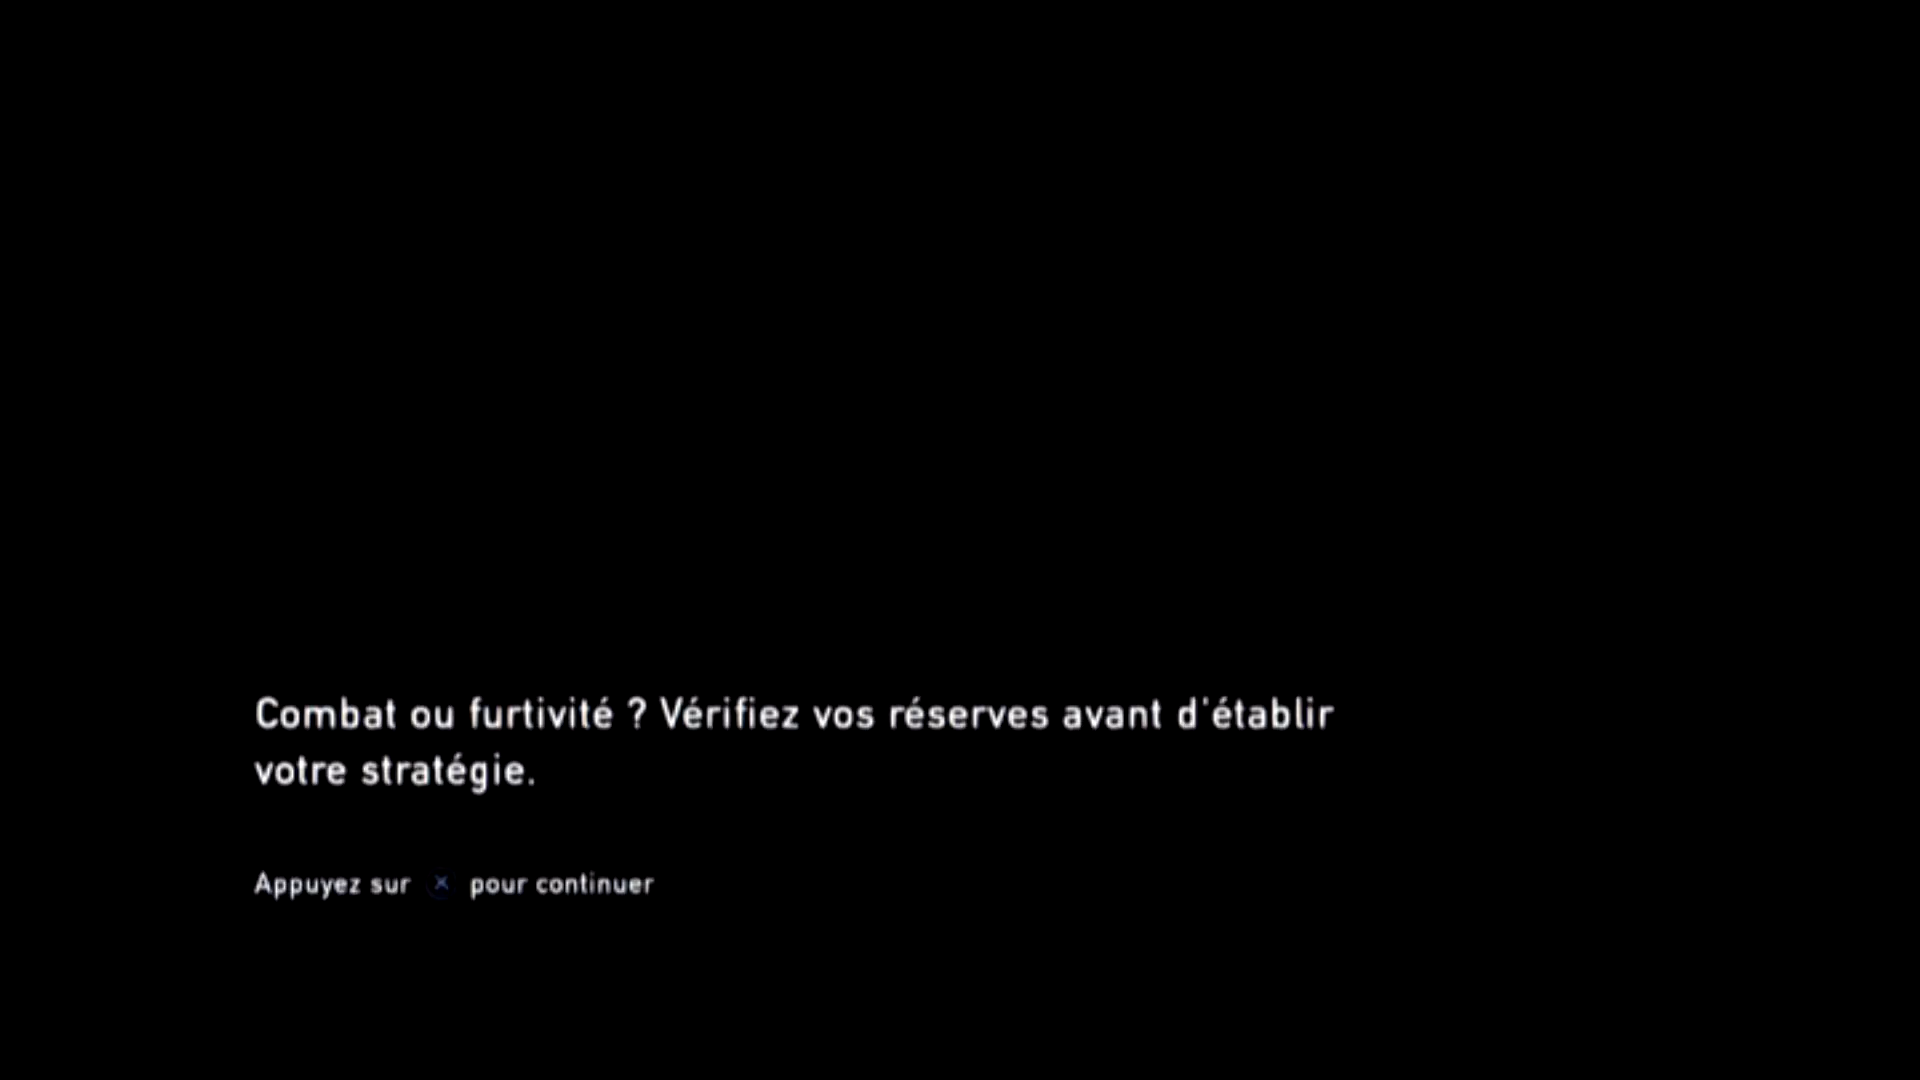 Combat ou furtivité ? Vérifiez vos réserves avant d'établir
votre stratégie.
Appuyez sur ✕ pour continuer